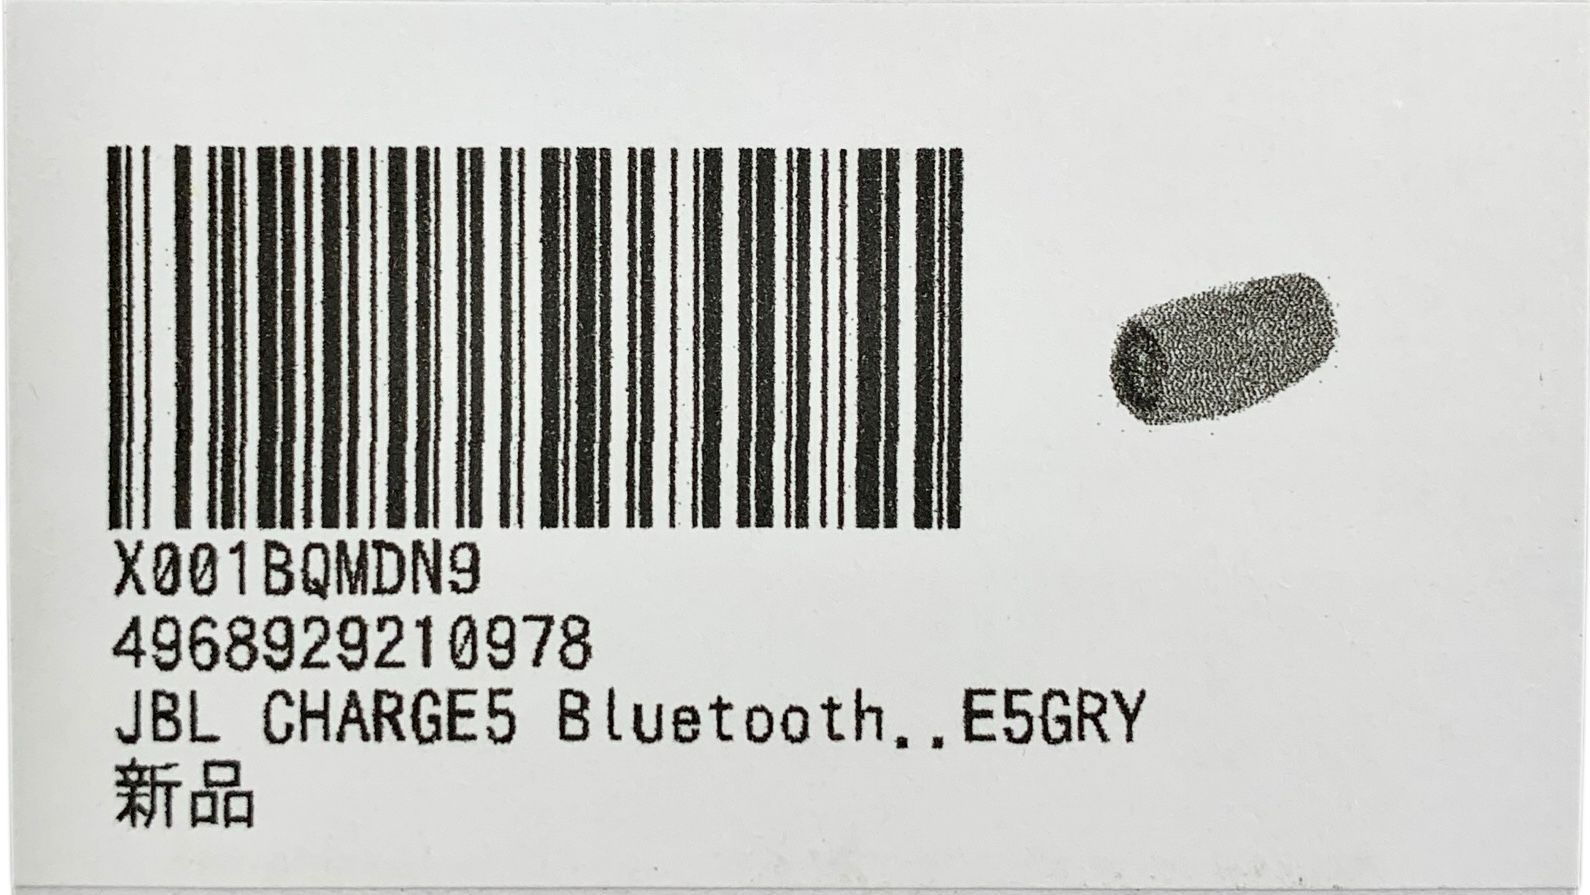 X001BQMDN9
4968929210978
JBL CHARGE5 Bluetooth..E5GRY
新品